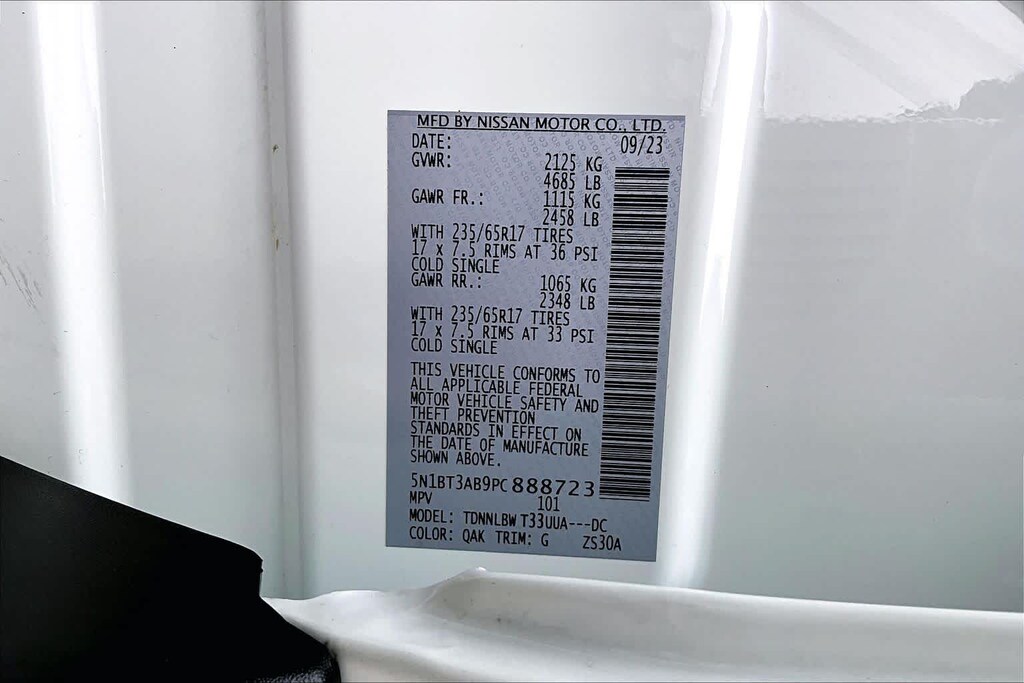 MFD BY NISSAN MOTOR CO., LTD.
DATE: 09/23
GVWR: 2125 KG
4685 LB
GAWR FR.: 1115 KG
2458 LB
WITH 235/65R17 TIRES
17 x 7.5 RIMS AT 36 PSI
COLD SINGLE
GAWR RR.: 1065 KG
2348 LB
WITH 235/65R17 TIRES
17 x 7.5 RIMS AT 33 PSI
COLD SINGLE
THIS VEHICLE CONFORMS TO
ALL APPLICABLE FEDERAL
MOTOR VEHICLE SAFETY AND
THEFT PREVENTION
STANDARDS IN EFFECT ON
THE DATE OF MANUFACTURE
SHOWN ABOVE.
5N1BT3AB9PC888723
MPV 101
MODEL: TDNNLBW T33UUA---DC
COLOR: QAK TRIM: G ZS30A